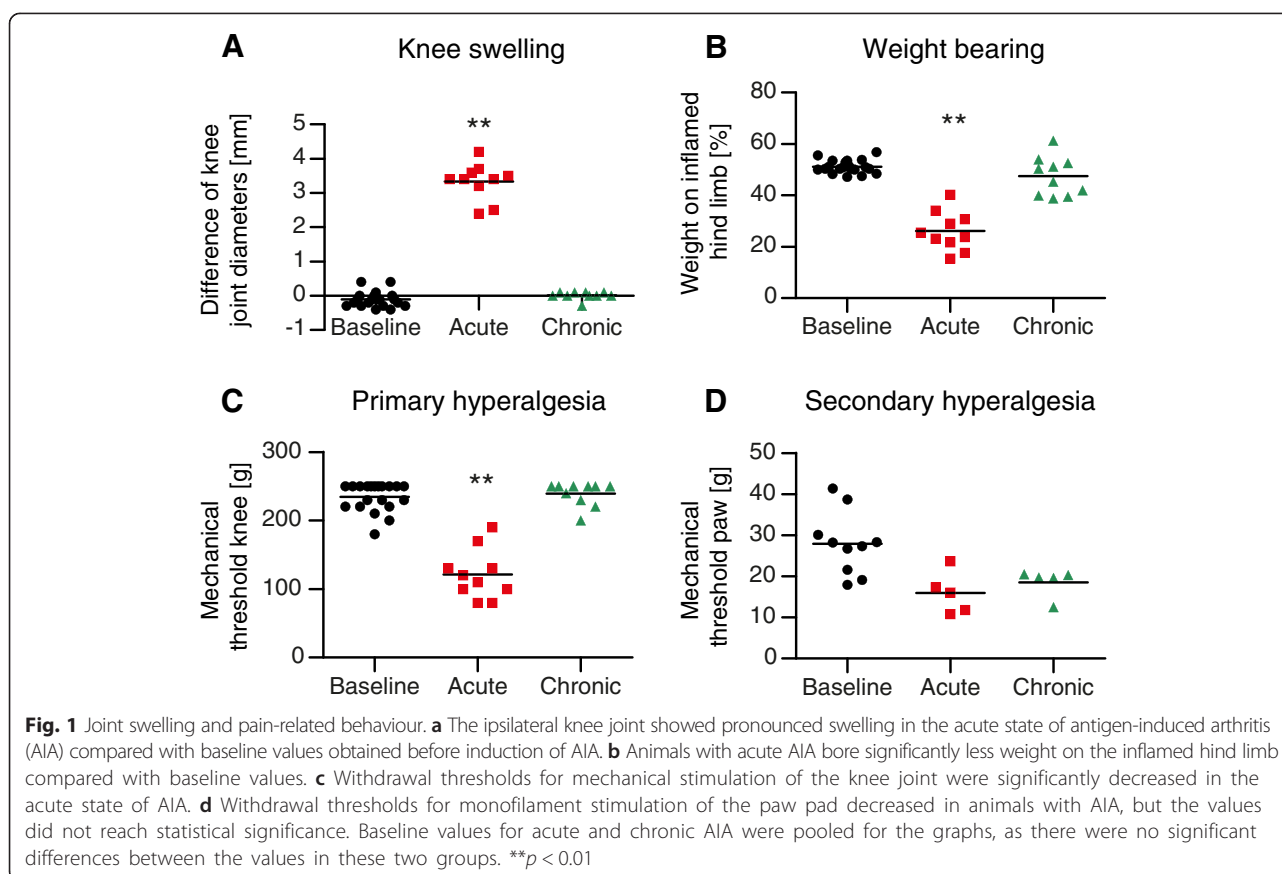 A Knee swelling
Difference of knee
joint diameters [mm]
5
4
3
2
1
0
-1
**
Baseline Acute Chronic
B Weight bearing
Weight on inflamed
hind limb [%]
80
60
40
20
0
**
Baseline Acute Chronic
C Primary hyperalgesia
Mechanical
threshold knee [g]
300
200
100
0
**
Baseline Acute Chronic
D Secondary hyperalgesia
Mechanical
threshold paw [g]
50
40
30
20
10
0
Baseline Acute Chronic
Fig. 1 Joint swelling and pain-related behaviour. a The ipsilateral knee joint showed pronounced swelling in the acute state of antigen-induced arthritis
(AIA) compared with baseline values obtained before induction of AIA. b Animals with acute AIA bore significantly less weight on the inflamed hind limb
compared with baseline values. c Withdrawal thresholds for mechanical stimulation of the knee joint were significantly decreased in the
acute state of AIA. d Withdrawal thresholds for monofilament stimulation of the paw pad decreased in animals with AIA, but the values
did not reach statistical significance. Baseline values for acute and chronic AIA were pooled for the graphs, as there were no significant
differences between the values in these two groups. **p < 0.01